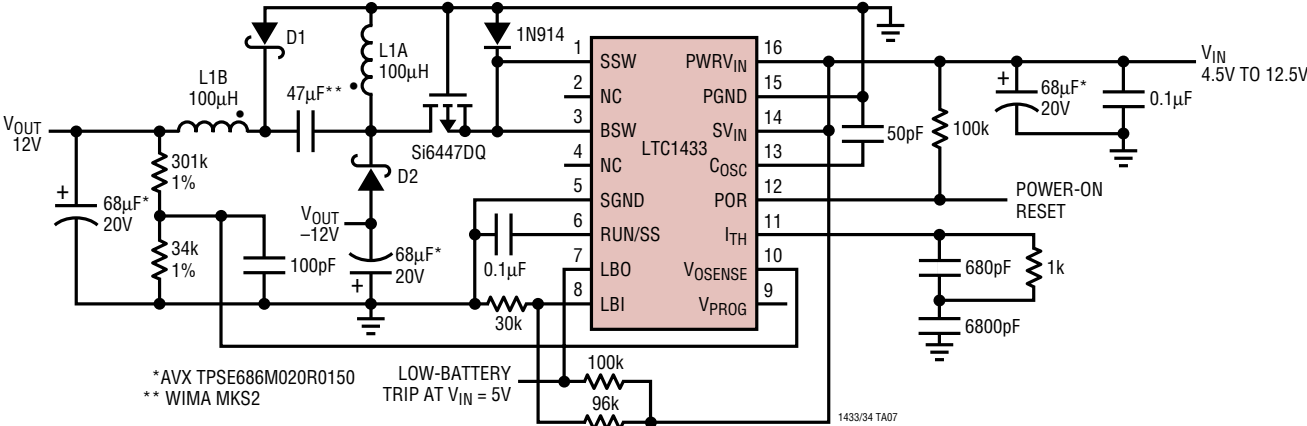 D1
L1A
100µH
1N914
L1B
100µH
47µF**
VOUT
12V
301k
1%
68µF*
20V
34k
1%
100pF
VOUT
–12V
D2
68µF*
20V
Si6447DQ
0.1µF
30k
1 SSW
2 NC
3 BSW
4 NC
5 SGND
6 RUN/SS
7 LBO
8 LBI
LTC1433
16 PWRVIN
15 PGND
14 SVIN
13 COSC
12 POR
11 ITH
10 VOSENSE
9 VPROG
50pF
100k
68µF*
20V
0.1µF
VIN
4.5V TO 12.5V
POWER-ON
RESET
680pF
1k
6800pF
*AVX TPSE686M020R0150
** WIMA MKS2
LOW-BATTERY
TRIP AT VIN = 5V
100k
96k
1433/34 TA07
+
+
+